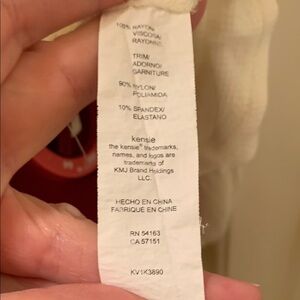 100% RAYON/
VISCOSA/
RAYONNE
TRIM/
ADORNO/
GARNITURE
90% NYLON/
POLIAMIDA
10% SPANDEX/
ELASTANO
kensie
the kensie® trademarks,
names, and logos are
trademarks of
KMJ Brand Holdings
LLC.
HECHO EN CHINA
FABRIQUÉ EN CHINE
RN 54163
CA 57151
KV1K3890